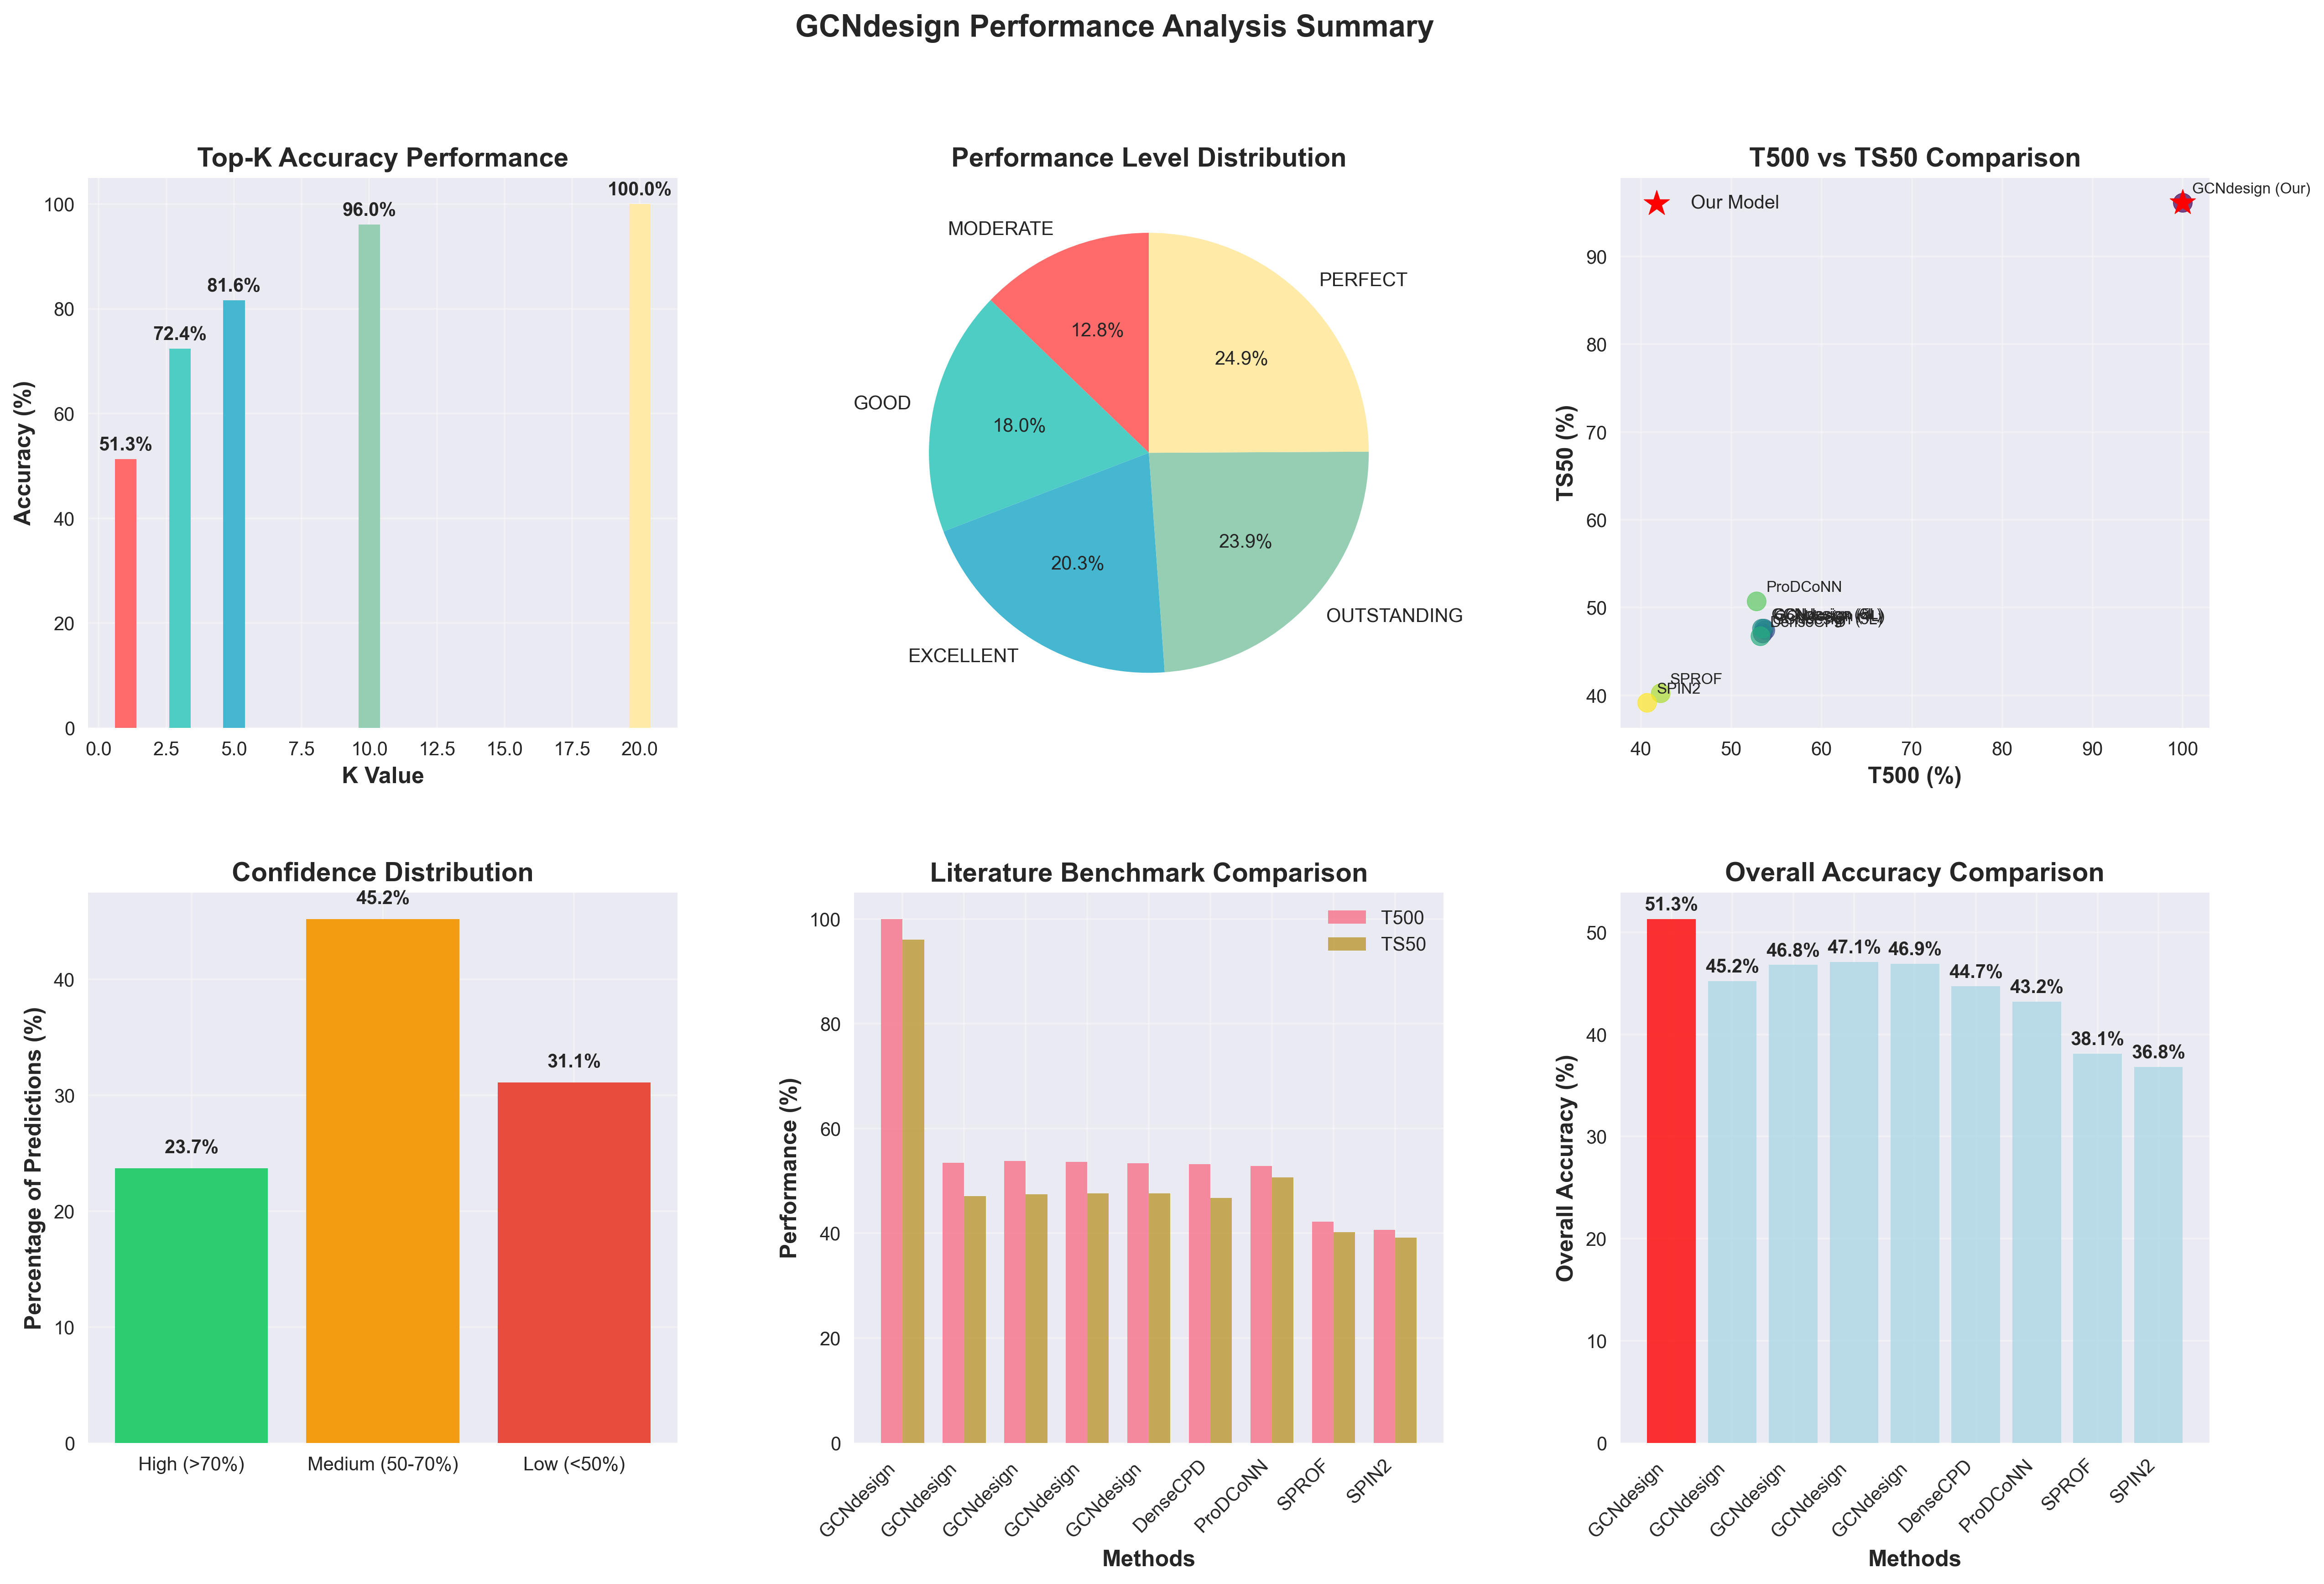 GCNdesign Performance Analysis Summary
Top-K Accuracy Performance
Accuracy (%)
100
80
60
40
20
0
51.3%
72.4%
81.6%
96.0%
100.0%
0.0 2.5 5.0 7.5 10.0 12.5 15.0 17.5 20.0
K Value
Performance Level Distribution
MODERATE
12.8%
PERFECT
24.9%
GOOD
18.0%
EXCELLENT
20.3%
OUTSTANDING
23.9%
T500 vs TS50 Comparison
TS50 (%)
90
80
70
60
50
40
Our Model
GCNdesign (Our)
ProDCoNN
DenseCPD
SPROF
SPIN2
40 50 60 70 80 90 100
T500 (%)
Confidence Distribution
Percentage of Predictions (%)
40
30
20
10
0
23.7%
45.2%
31.1%
High (>70%) Medium (50-70%) Low (<50%)
Literature Benchmark Comparison
Performance (%)
100
80
60
40
20
0
T500
TS50
GCNdesign
GCNdesign
GCNdesign
GCNdesign
GCNdesign
DenseCPD
ProDCoNN
SPROF
SPIN2
Methods
Overall Accuracy Comparison
Overall Accuracy (%)
50
40
30
20
10
0
51.3%
45.2%
46.8%
47.1%
46.9%
44.7%
43.2%
38.1%
36.8%
GCNdesign
GCNdesign
GCNdesign
GCNdesign
GCNdesign
DenseCPD
ProDCoNN
SPROF
SPIN2
Methods